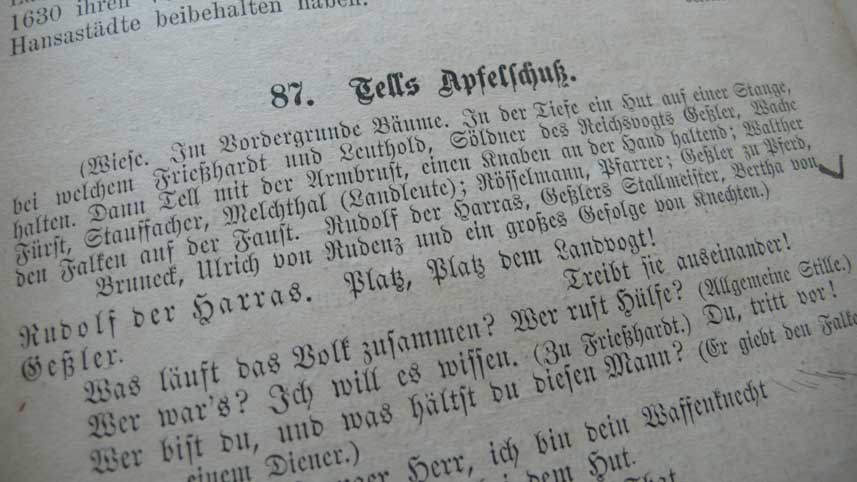 1630 ihren
Hansastädte beibehalten haben.
87. Tells Apfelschuß.
(Wiese. Im Vordergrunde Bäume. In der Tiefe ein Hut auf einer Stange,
bei welchem Frießhardt und Leuthold, Söldner des Reichsvogts Geßler, Wache
halten. Dann Tell mit der Armbrust, einen Knaben an der Hand haltend; Walther
Fürst, Stauffacher, Melchthal (Landleute); Rösselmann, Pfarrer; Geßler zu Pferd,
den Falken auf der Faust. Rudolf der Harras, Geßlers Stallmeister, Bertha von
Bruneck, Ulrich von Rudenz und ein großes Gefolge von Knechten.)
Rudolf der Harras. Platz, Platz dem Landvogt!
Geßler. Treibt sie auseinander!
Was läuft das Volk zusammen? Wer ruft Hülfe? (Allgemeine Stille.)
Wer war's? Ich will es wissen. (Zu Frießhardt.) Du, tritt vor!
Wer bist du, und was hältst du diesen Mann? (Er giebt den Falke
einem Diener.)
Herr, ich bin dein Waffenknecht
dem Hut.
That